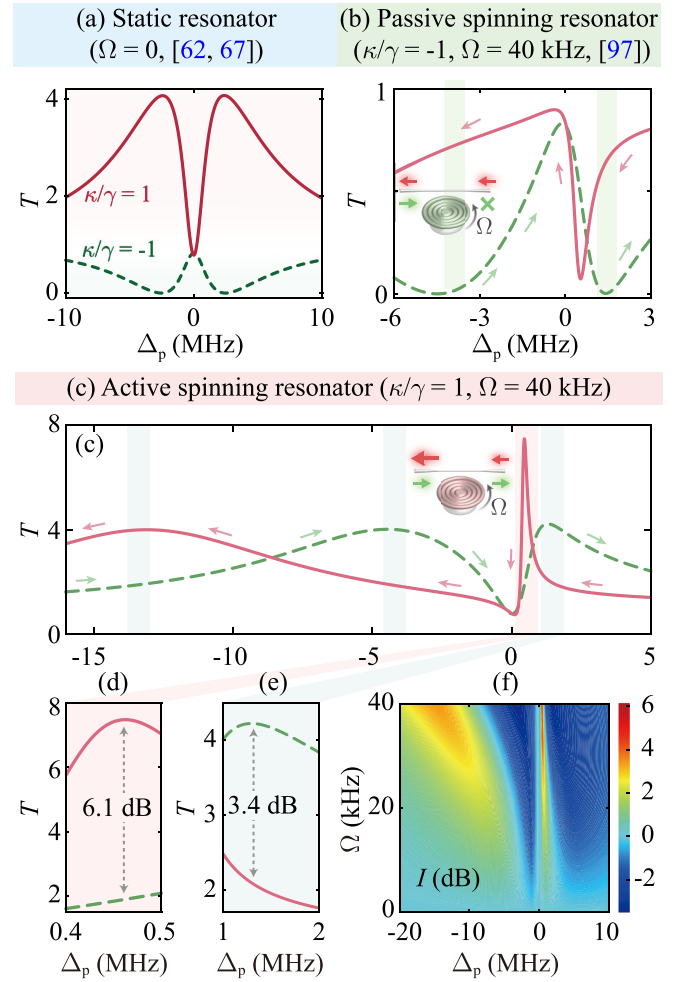 (a) Static resonator
(Ω = 0, [62, 67])
(b) Passive spinning resonator
(κ/γ = -1, Ω = 40 kHz, [97])
T
4
2
0
κ/γ = 1
κ/γ = -1
-10 0 10
Δp (MHz)
T
1
0
Ω
-6 -3 0 3
Δp (MHz)
(c) Active spinning resonator (κ/γ = 1, Ω = 40 kHz)
(c)
T
8
4
0
Ω
-15 -10 -5 0 5
Δp (MHz)
(d)
T
8
6
4
2
6.1 dB
0.4 0.5
Δp (MHz)
(e)
T
4
3
2
3.4 dB
1 2
Δp (MHz)
(f)
Ω (kHz)
40
20
0
I (dB)
-20 -10 0 10
Δp (MHz)
6
4
2
0
-2